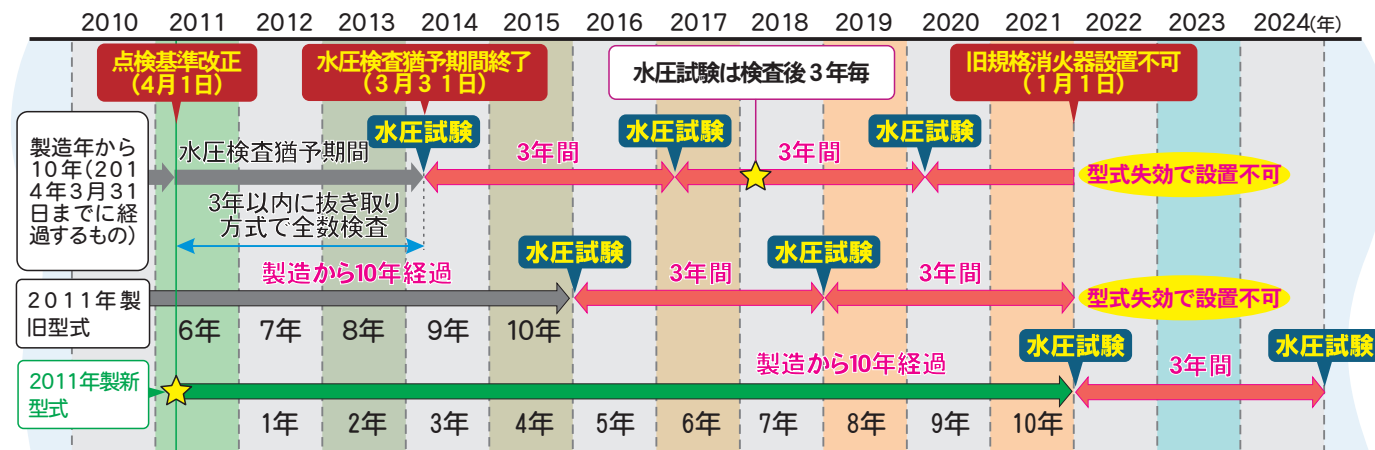 2010 2011 2012 2013 2014 2015 2016 2017 2018 2019 2020 2021 2022 2023 2024(年)
点検基準改正
(4月1日)
水圧検査猶予期間終了
(3月31日)
水圧試験は検査後3年毎
旧規格消火器設置不可
(1月1日)
製造年から
10年(201
4年3月31
日までに経
過するもの)
水圧検査猶予期間
水圧試験
3年間
水圧試験
3年間
水圧試験
型式失効で設置不可
3年以内に抜き取り
方式で全数検査
製造から10年経過
水圧試験
3年間
水圧試験
3年間
型式失効で設置不可
2011年製
旧型式
6年 7年 8年 9年 10年
2011年製新
型式
製造から10年経過
水圧試験
3年間
水圧試験
1年 2年 3年 4年 5年 6年 7年 8年 9年 10年